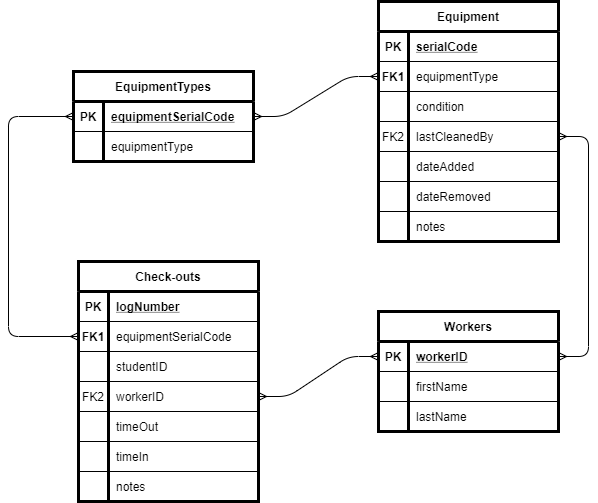 EquipmentTypes
PK equipmentSerialCode
equipmentType
Equipment
PK serialCode
FK1 equipmentType
condition
FK2 lastCleanedBy
dateAdded
dateRemoved
notes
Check-outs
PK logNumber
FK1 equipmentSerialCode
studentID
FK2 workerID
timeOut
timeIn
notes
Workers
PK workerID
firstName
lastName